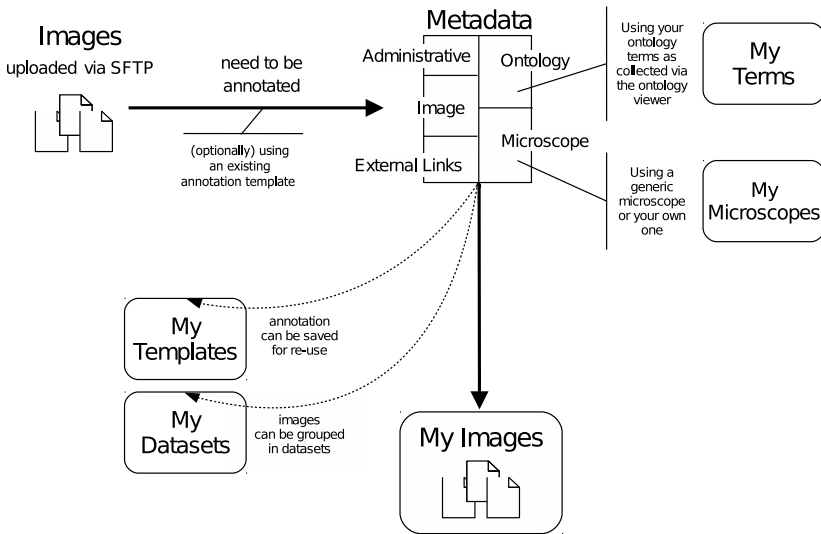 Images
uploaded via SFTP
need to be
annotated
(optionally) using
an existing
annotation template
Metadata
Administrative
Ontology
Image
Microscope
External Links
Using your
ontology
terms as
collected via
the ontology
viewer
My
Terms
Using a
generic
microscope
or your own
one
My
Microscopes
My
Templates
annotation
can be saved
for re-use
My
Datasets
images
can be grouped
in datasets
My Images